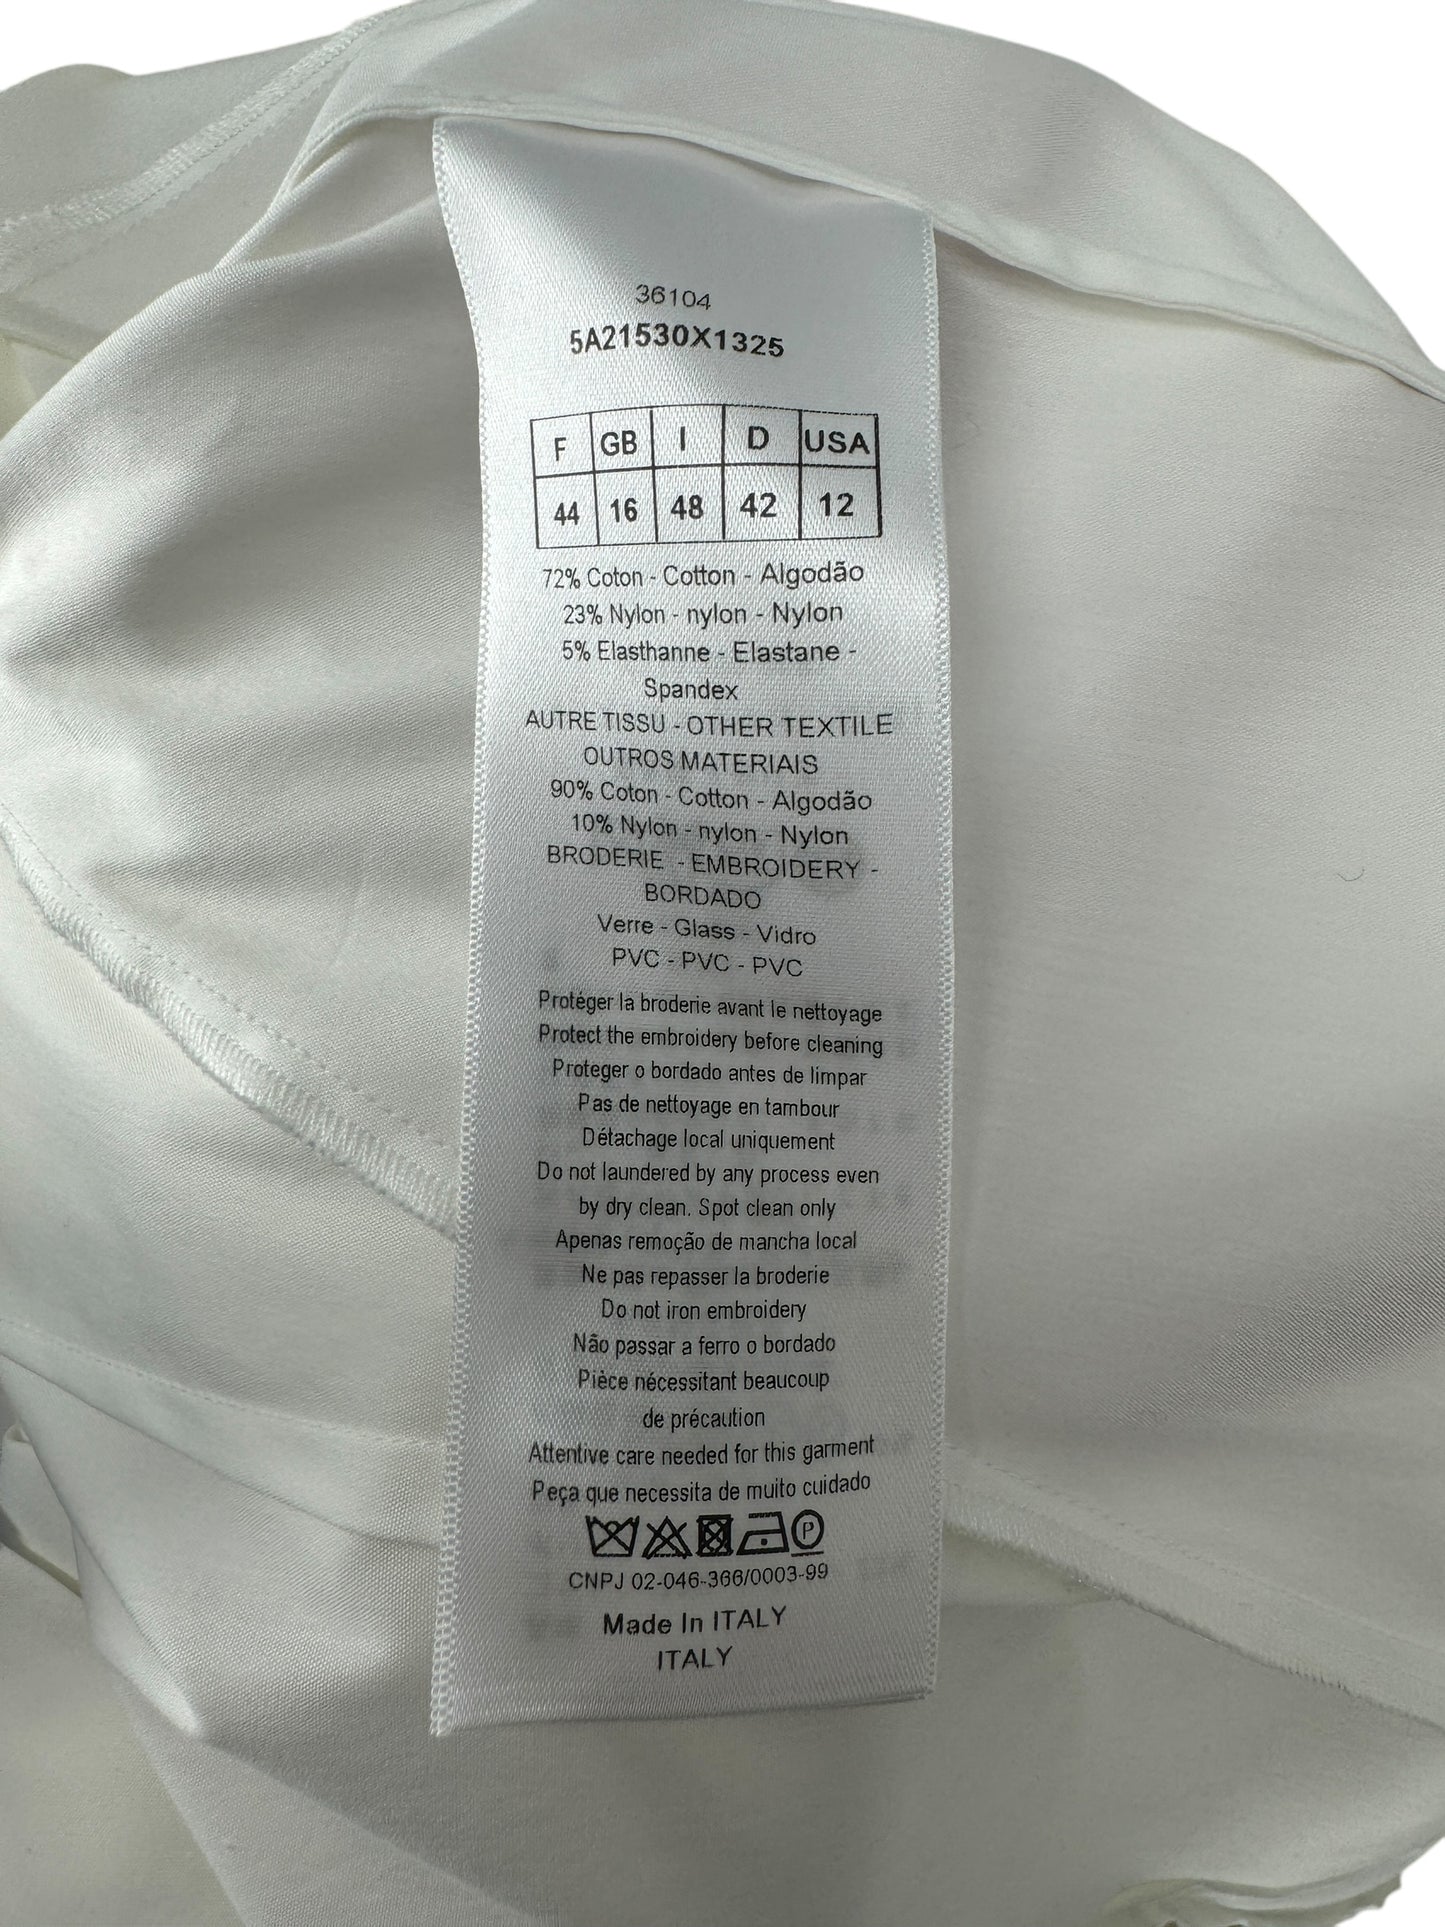 36104
5A21530X1325
F GB I D USA
44 16 48 42 12
72% Coton - Cotton - Algodão
23% Nylon - nylon - Nylon
5% Elasthanne - Elastane -
Spandex
AUTRE TISSU - OTHER TEXTILE
OUTROS MATERIAIS
90% Coton - Cotton - Algodão
10% Nylon - nylon - Nylon
BRODERIE - EMBROIDERY -
BORDADO
Verre - Glass - Vidro
PVC - PVC - PVC
Protéger la broderie avant le nettoyage
Protect the embroidery before cleaning
Proteger o bordado antes de limpar
Pas de nettoyage en tambour
Détachage local uniquement
Do not laundered by any process even
by dry clean. Spot clean only
Apenas remoção de mancha local
Ne pas repasser la broderie
Do not iron embroidery
Não passar a ferro o bordado
Pièce nécessitant beaucoup
de précaution
Attentive care needed for this garment
Peça que necessita de muito cuidado
P
CNPJ 02-046-366/0003-99
Made In ITALY
ITALY